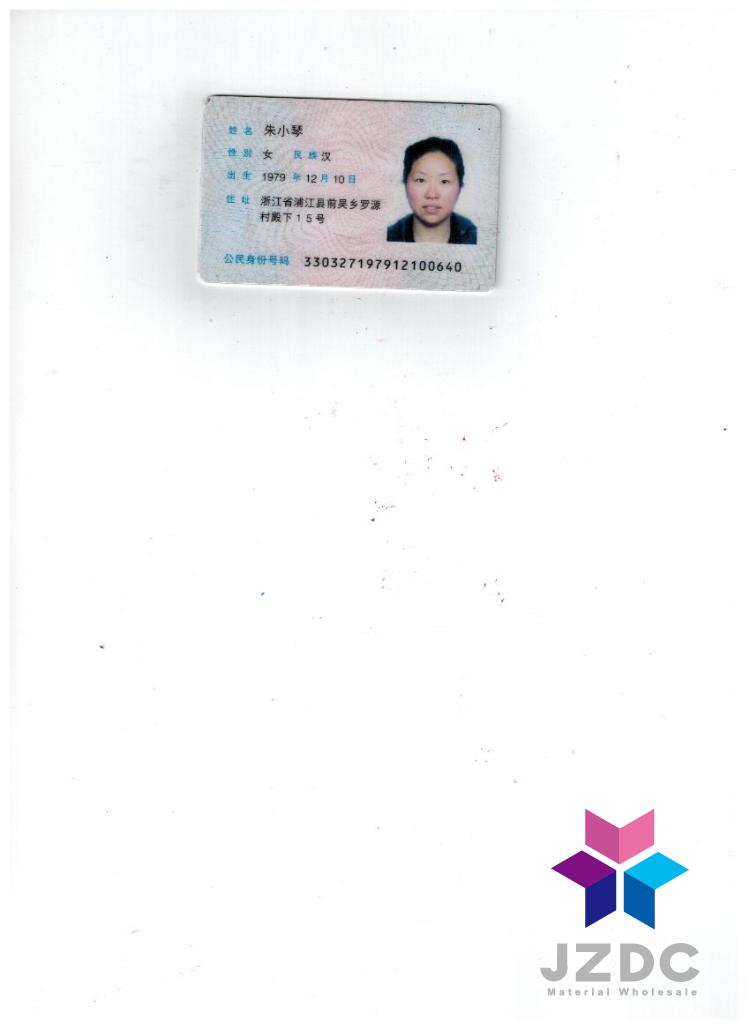 姓名 朱小琴
性别 女 民族 汉
出生 1979 年 12 月 10 日
住址 浙江省浦江县前吴乡罗源
村殿下15号
公民身份号码 330327197912100640
JZDC
Material Wholesale